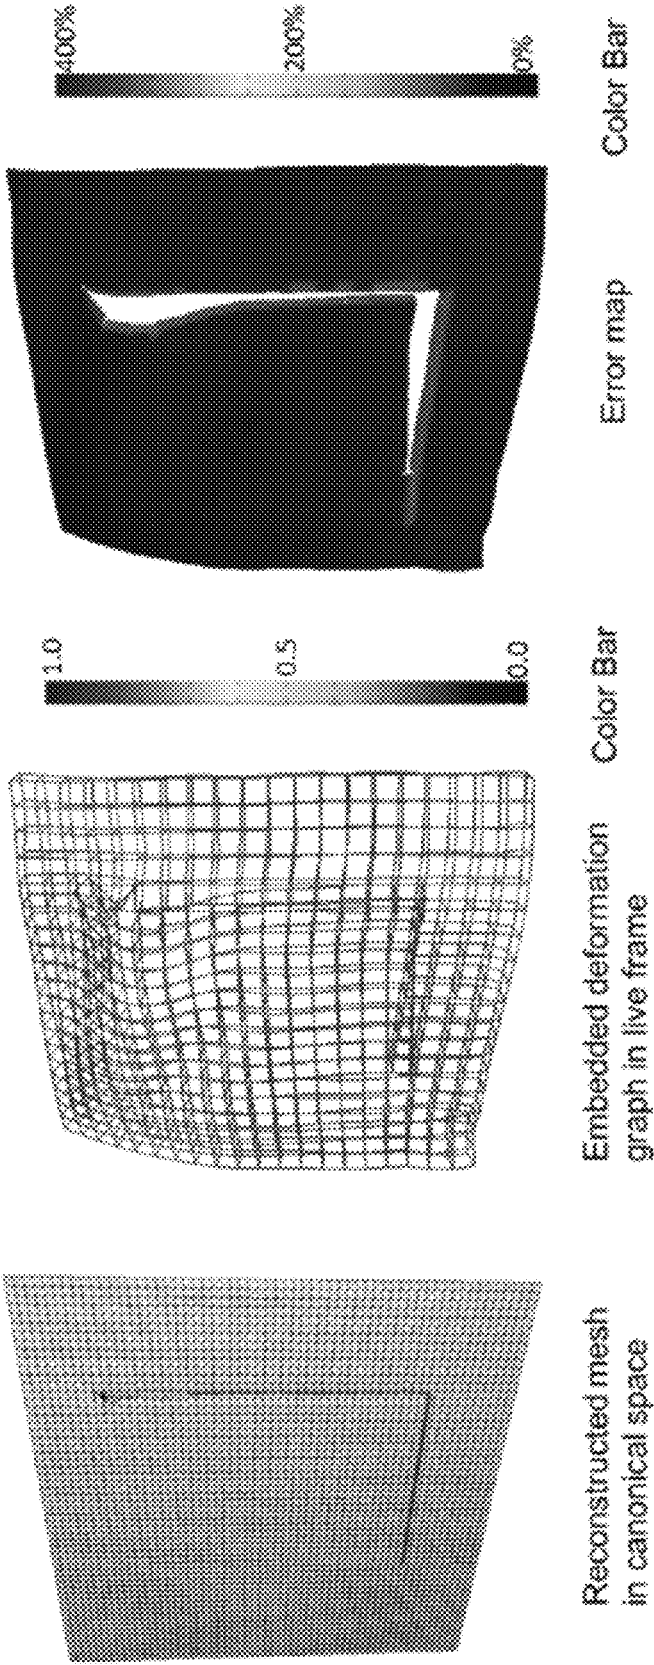 Reconstructed mesh
in canonical space
Embedded deformation
graph in live frame
1.0
0.5
0.0
Color Bar
Error map
400%
200%
0%
Color Bar